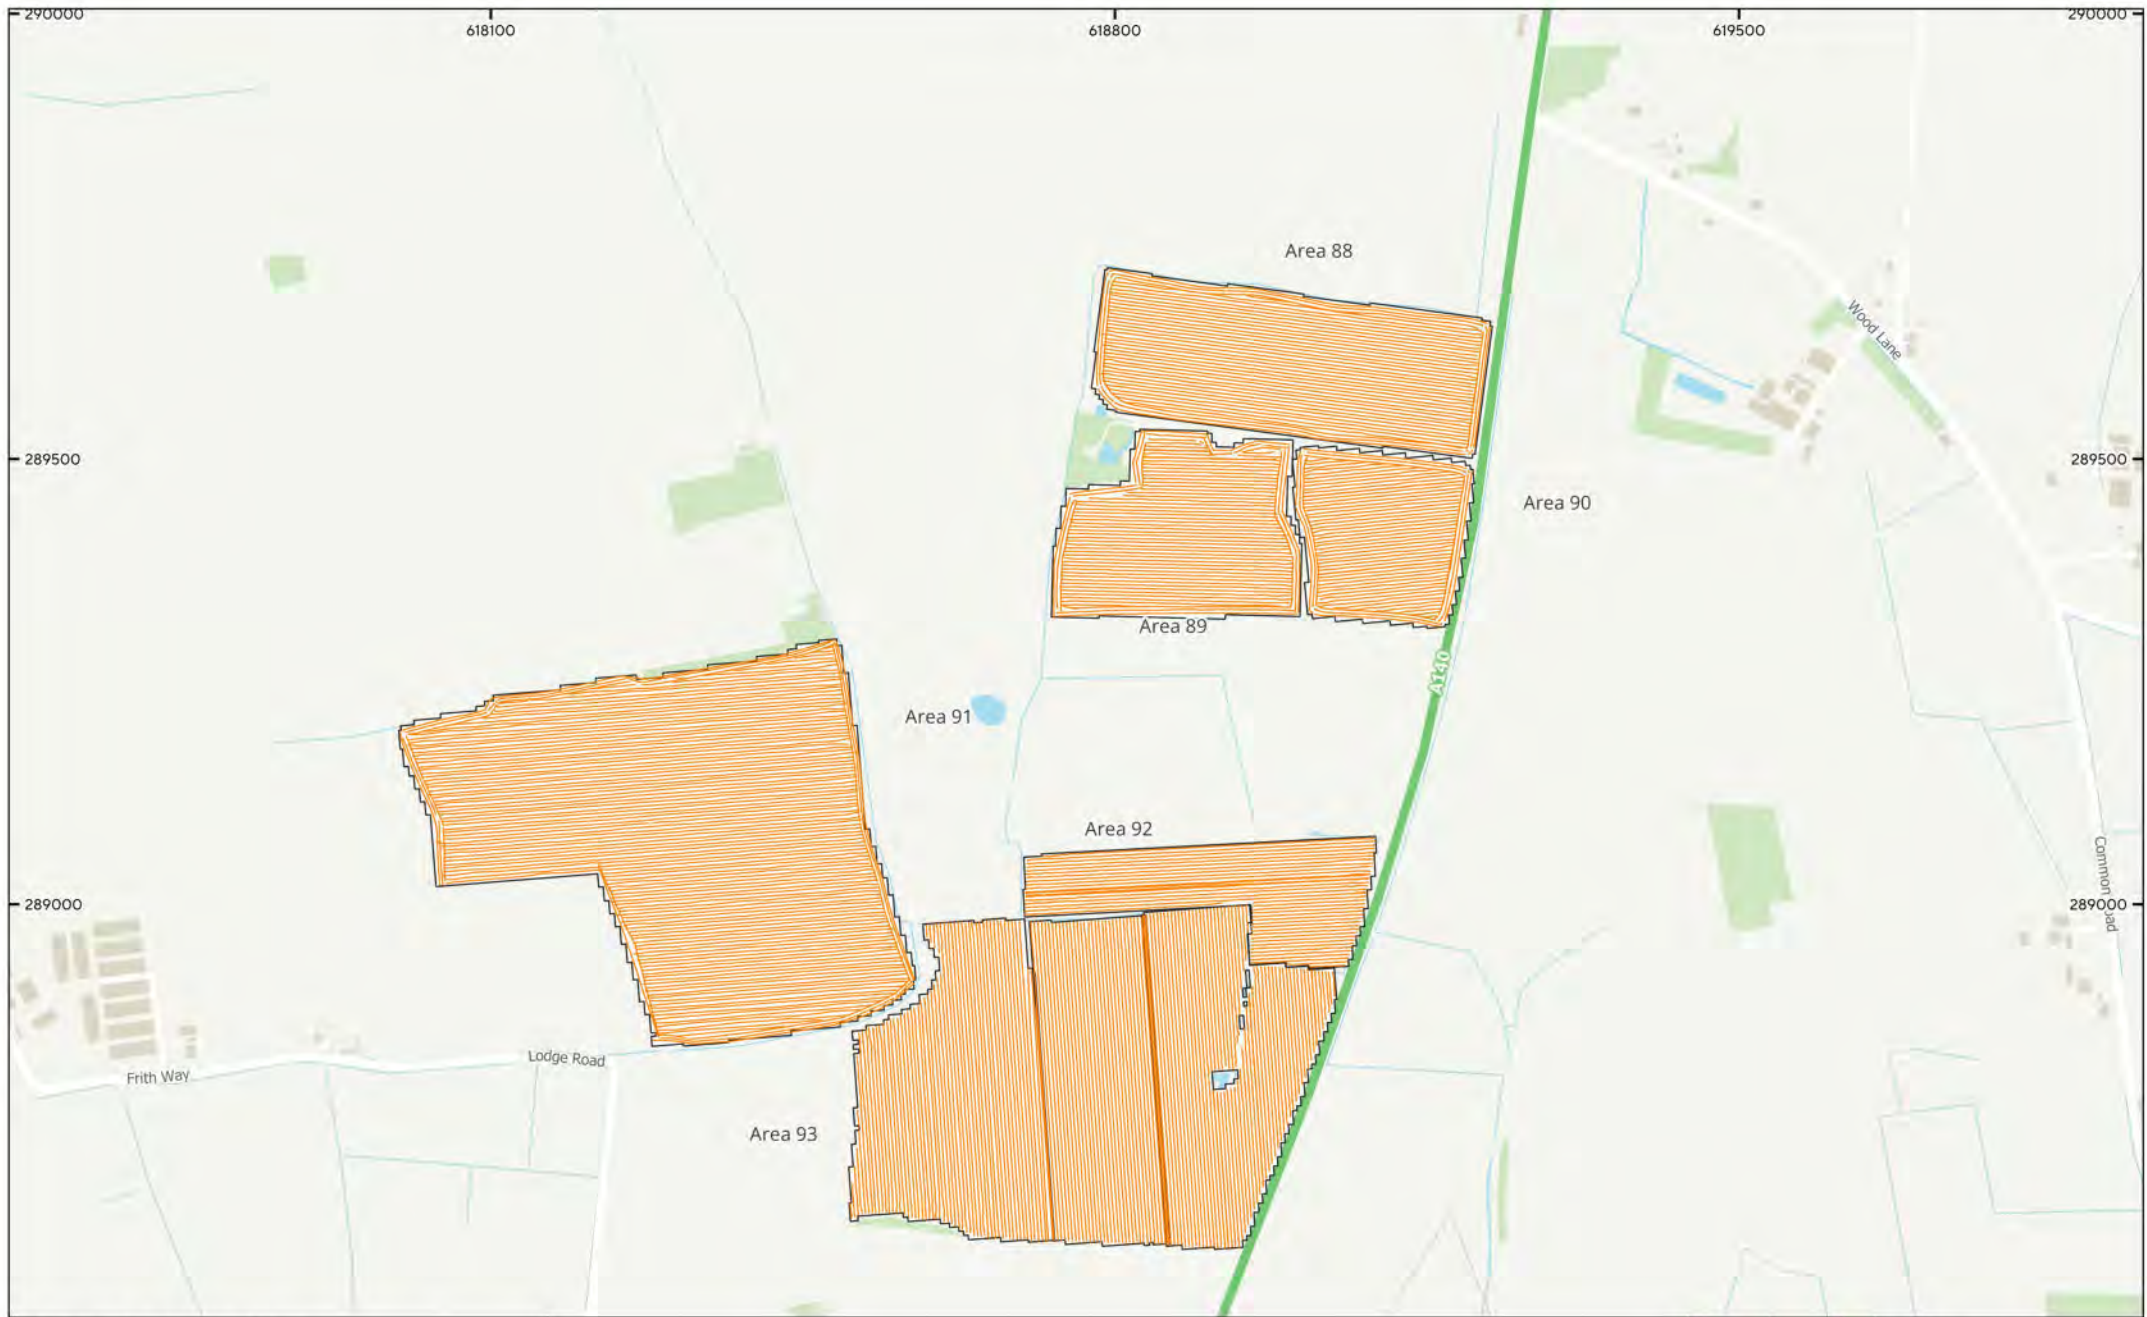 290000
618100
618800
619500
290000
Area 88
Wood Lane
289500
289500
Area 90
Area 89
A140
Area 91
Area 92
Common Road
289000
289000
Lodge Road
Frith Way
Area 93